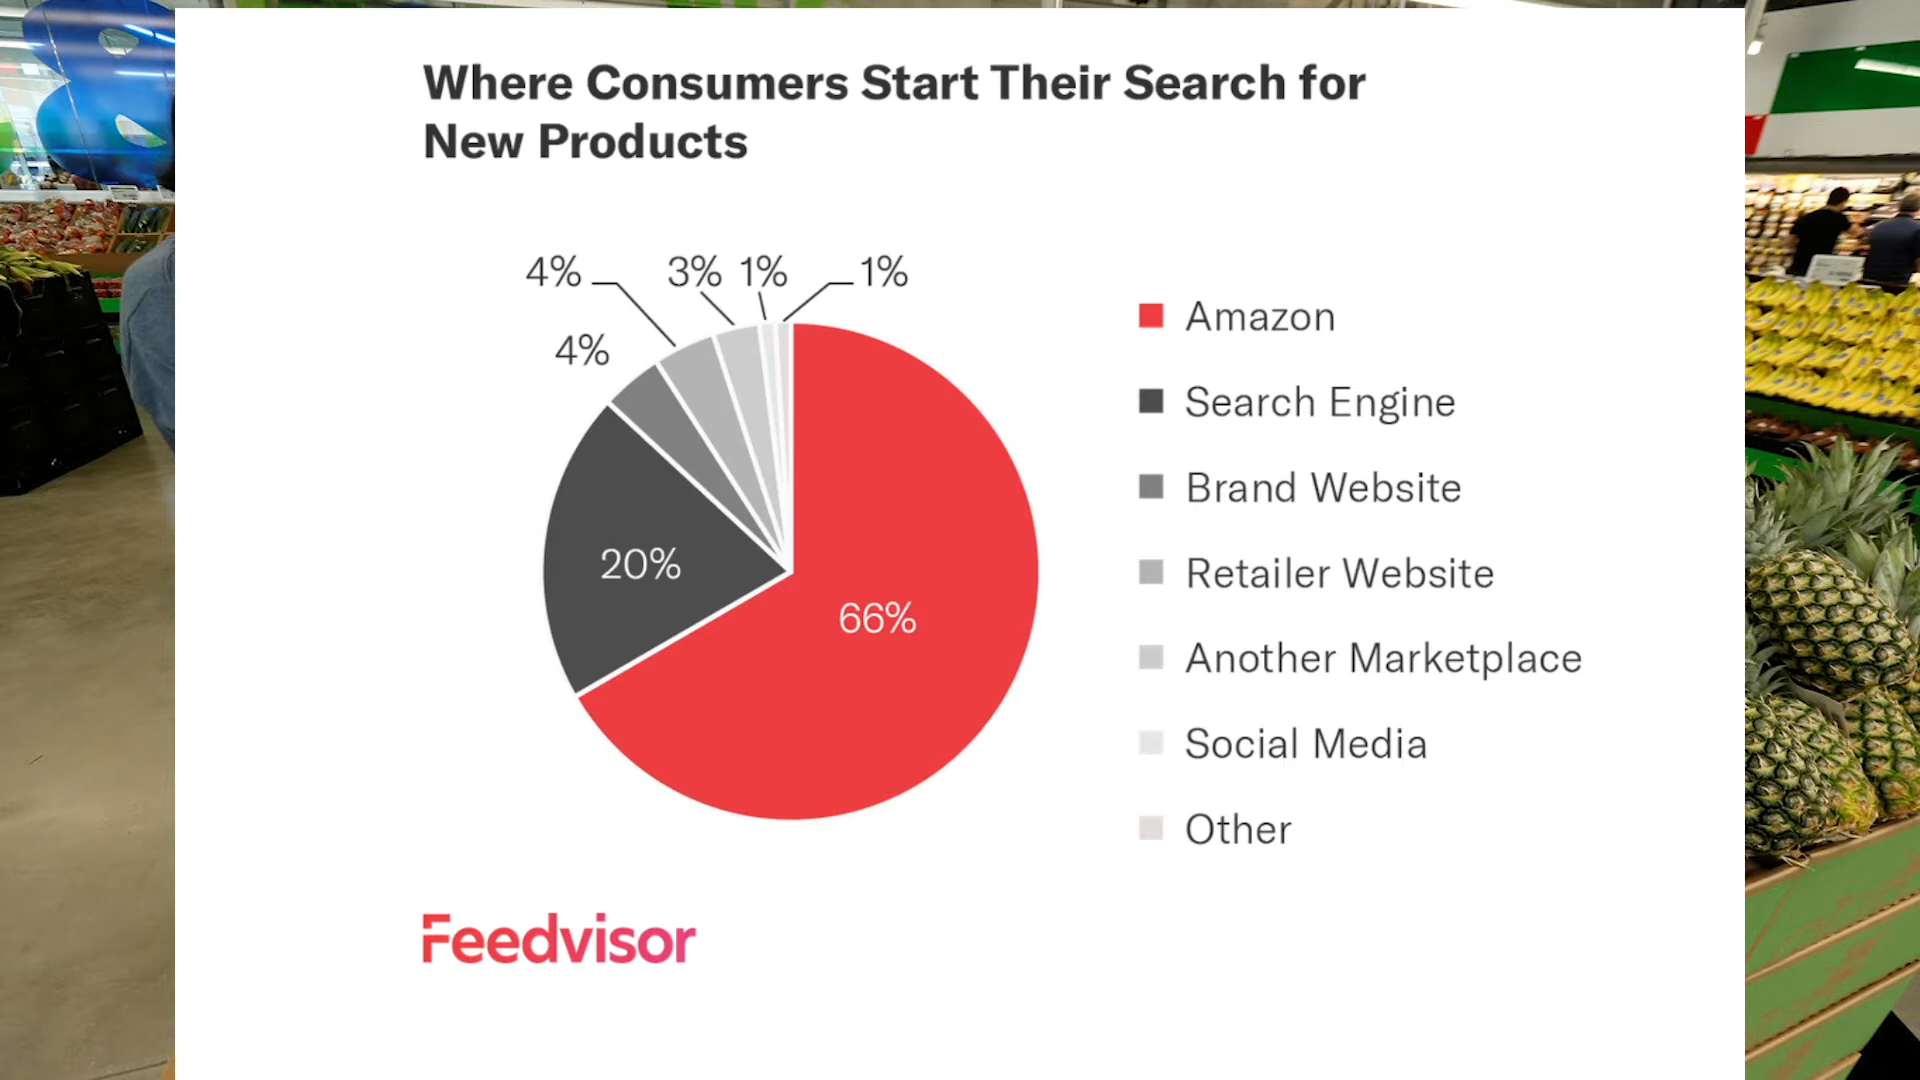 Where Consumers Start Their Search for
New Products
4%
3%
1%
1%
4%
20%
66%
Amazon
Search Engine
Brand Website
Retailer Website
Another Marketplace
Social Media
Other
Feedvisor